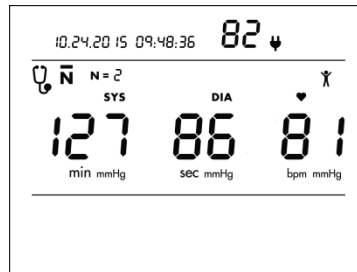 10.24.2015 09:48:36 82
N N = 2
SYS DIA
127 86 81
min mmHg sec mmHg bpm mmHg